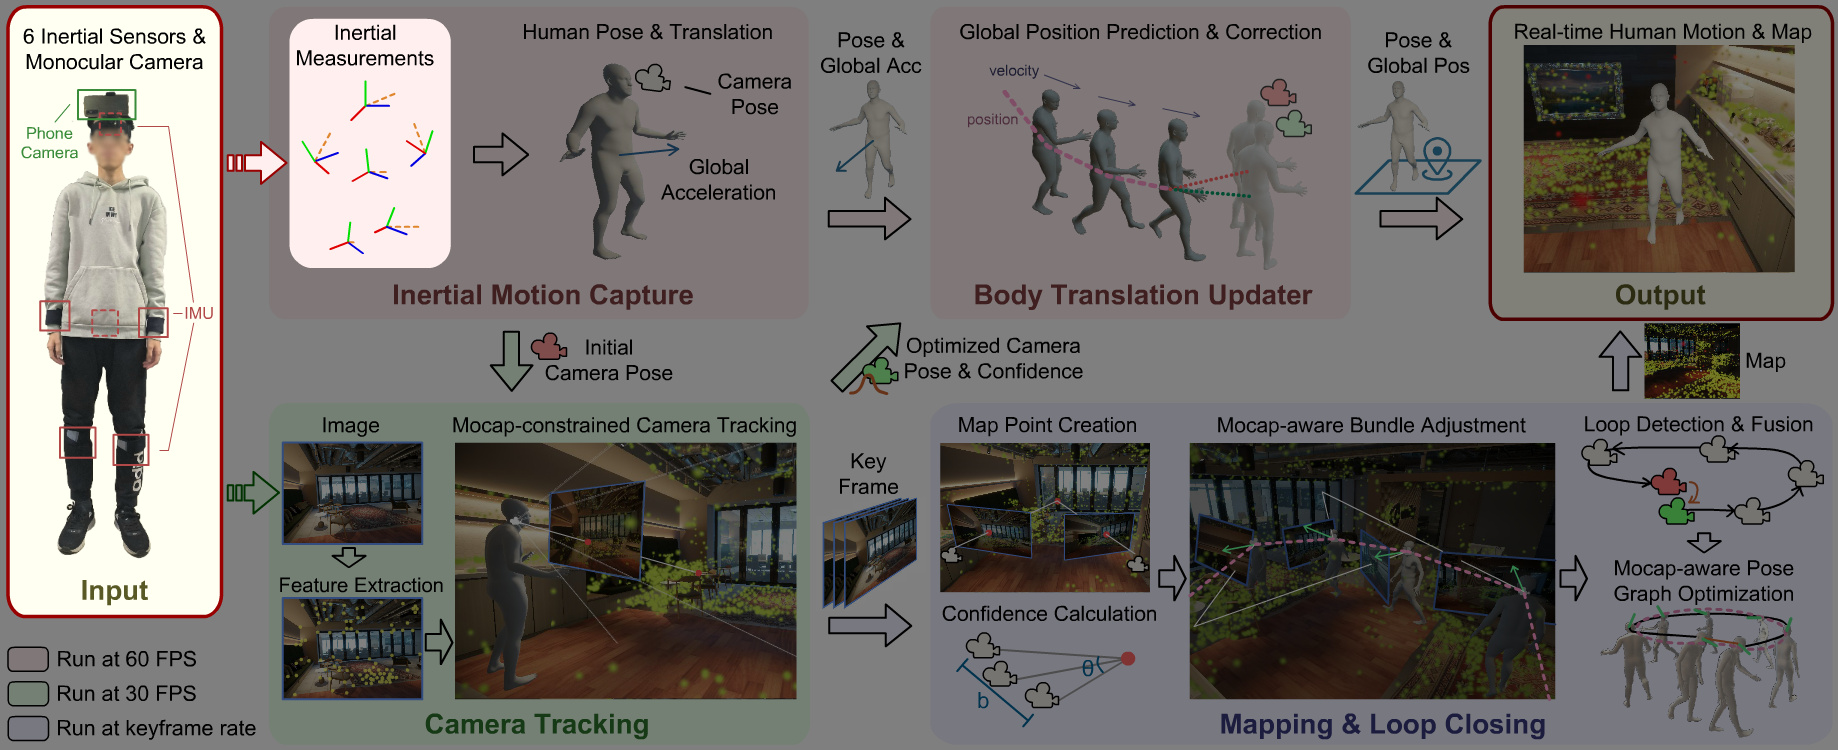 6 Inertial Sensors &
Monocular Camera
Phone
Camera
IMU
Input
Run at 60 FPS
Run at 30 FPS
Run at keyframe rate
Inertial
Measurements
Human Pose & Translation
Camera
Pose
Global
Acceleration
Inertial Motion Capture
Pose &
Global Acc
Global Position Prediction & Correction
velocity
position
Body Translation Updater
Pose &
Global Pos
Real-time Human Motion & Map
Output
Initial
Camera Pose
Optimized Camera
Pose & Confidence
Map
Image
Feature Extraction
Mocap-constrained Camera Tracking
Camera Tracking
Key
Frame
Map Point Creation
Confidence Calculation
θ
b
Mocap-aware Bundle Adjustment
Loop Detection & Fusion
Mocap-aware Pose
Graph Optimization
Mapping & Loop Closing